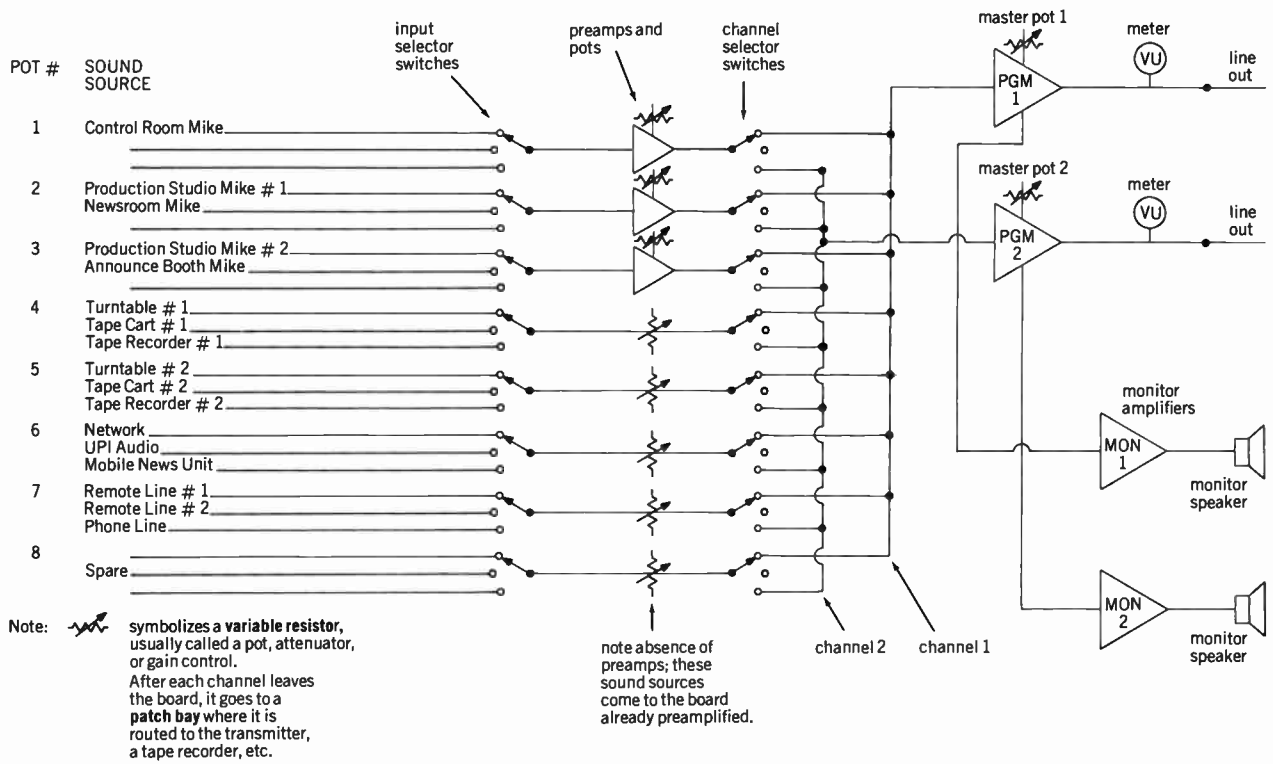 POT # SOUND
SOURCE
input
selector
switches
preamps and
pots
channel
selector
switches
master pot 1
meter
VU
line
out
PGM
1
1 Control Room Mike
2 Production Studio Mike # 1
Newsroom Mike
master pot 2
meter
VU
line
out
PGM
2
3 Production Studio Mike # 2
Announce Booth Mike
4 Turntable # 1
Tape Cart # 1
Tape Recorder # 1
5 Turntable # 2
Tape Cart # 2
Tape Recorder # 2
6 Network
UPI Audio
Mobile News Unit
7 Remote Line # 1
Remote Line # 2
Phone Line
8
Spare
monitor
amplifiers
MON
1
monitor
speaker
MON
2
monitor
speaker
Note: symbolizes a variable resistor,
usually called a pot, attenuator,
or gain control.
After each channel leaves
the board, it goes to a
patch bay where it is
routed to the transmitter,
a tape recorder, etc.
note absence of
preamps; these
sound sources
come to the board
already preamplified.
channel 2
channel 1